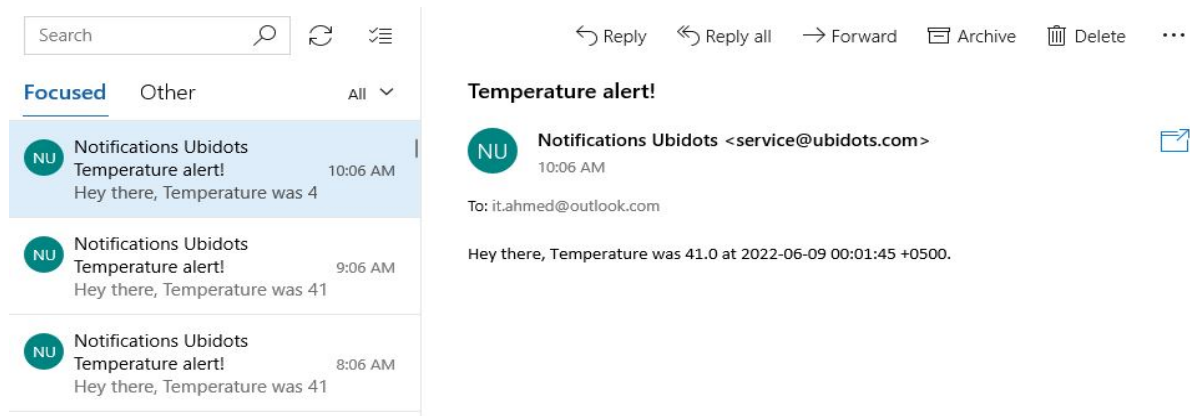 Search
Focused Other All
NU
Notifications Ubidots
Temperature alert! 10:06 AM
Hey there, Temperature was 4
NU
Notifications Ubidots
Temperature alert! 9:06 AM
Hey there, Temperature was 41
NU
Notifications Ubidots
Temperature alert! 8:06 AM
Hey there, Temperature was 41
Reply Reply all Forward Archive Delete ...
Temperature alert!
NU
Notifications Ubidots <service@ubidots.com>
10:06 AM
To: it.ahmed@outlook.com
Hey there, Temperature was 41.0 at 2022-06-09 00:01:45 +0500.